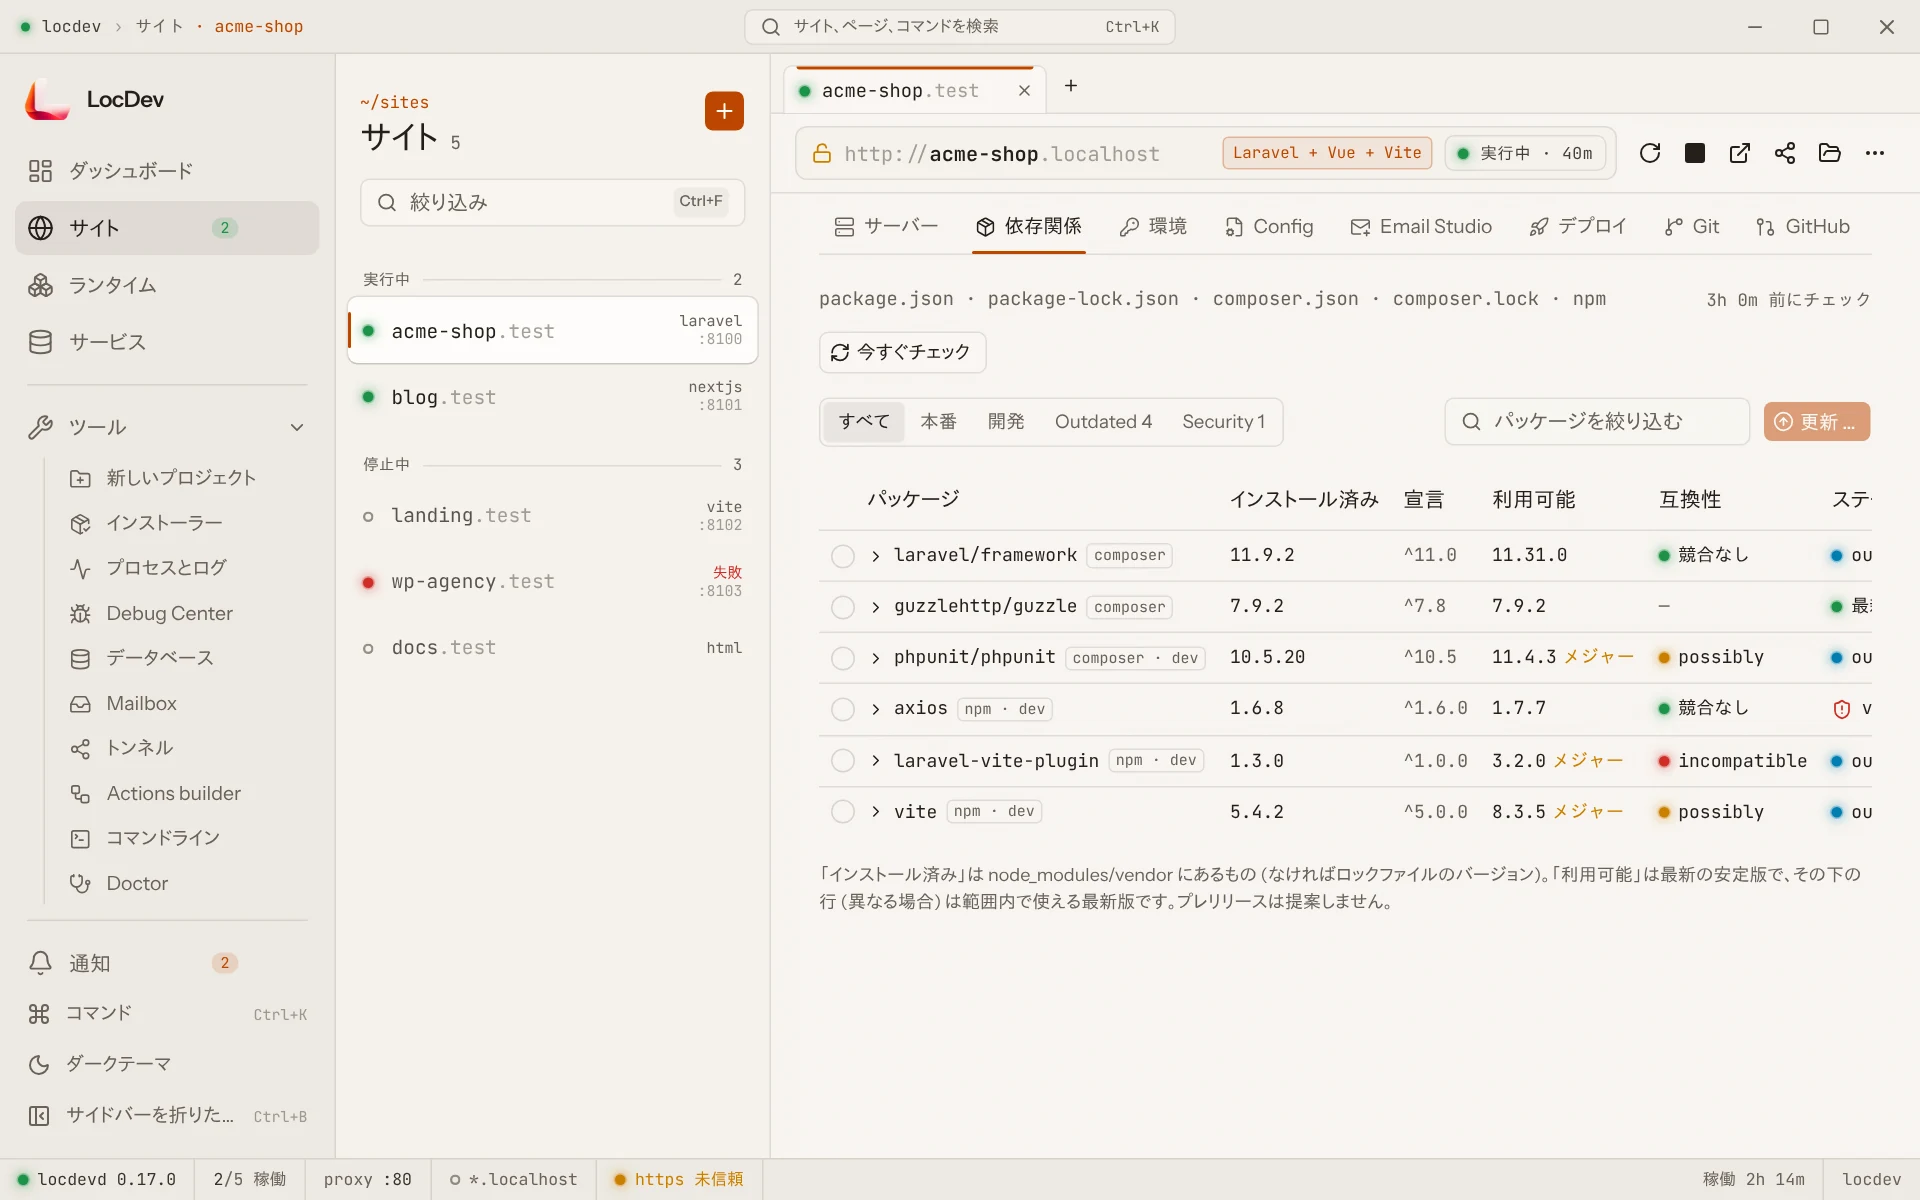 locdev › サイト · acme-shop
サイト、ページ、コマンドを検索 Ctrl+K
LocDev
ダッシュボード
サイト 2
ランタイム
サービス
ツール
新しいプロジェクト
インストーラー
プロセスとログ
Debug Center
データベース
Mailbox
トンネル
Actions builder
コマンドライン
Doctor
通知 2
コマンド Ctrl+K
ダークテーマ
サイドバーを折りた... Ctrl+B
~/sites
サイト 5
絞り込み Ctrl+F
実行中 2
acme-shop.test laravel :8100
blog.test nextjs :8101
停止中 3
landing.test vite :8102
wp-agency.test 失敗 :8103
docs.test html
acme-shop.test
http://acme-shop.localhost Laravel + Vue + Vite 実行中 · 40m
サーバー 依存関係 環境 Config Email Studio デプロイ Git GitHub
package.json · package-lock.json · composer.json · composer.lock · npm 3h 0m 前にチェック
今すぐチェック
すべて 本番 開発 Outdated 4 Security 1 パッケージを絞り込む 更新 ...
パッケージ インストール済み 宣言 利用可能 互換性 ステ
laravel/framework composer 11.9.2 ^11.0 11.31.0 競合なし ou
guzzlehttp/guzzle composer 7.9.2 ^7.8 7.9.2 — 最
phpunit/phpunit composer · dev 10.5.20 ^10.5 11.4.3 メジャー possibly ou
axios npm · dev 1.6.8 ^1.6.0 1.7.7 競合なし v
laravel-vite-plugin npm · dev 1.3.0 ^1.0.0 3.2.0 メジャー incompatible ou
vite npm · dev 5.4.2 ^5.0.0 8.3.5 メジャー possibly ou
「インストール済み」は node_modules/vendor にあるもの (なければロックファイルのバージョン)。「利用可能」は最新の安定版で、その下の
行 (異なる場合) は範囲内で使える最新版です。プレリリースは提案しません。
locdevd 0.17.0 2/5 稼働 proxy :80 *.localhost https 未信頼 稼働 2h 14m locdev